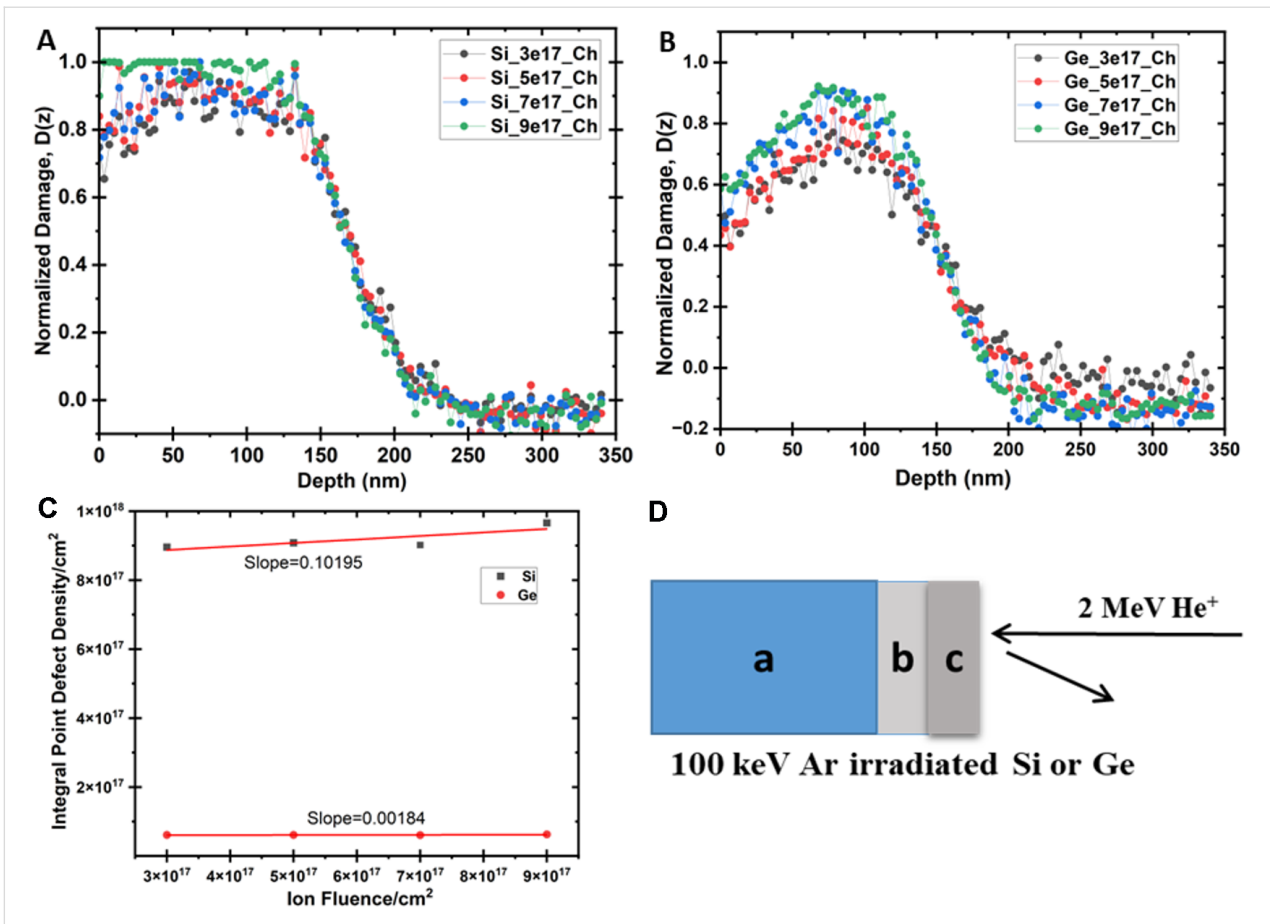 A
Si_3e17_Ch
Si_5e17_Ch
Si_7e17_Ch
Si_9e17_Ch
1.0
0.8
0.6
0.4
0.2
0.0
Normalized Damage, D(z)
0 50 100 150 200 250 300 350
Depth (nm)
B
Ge_3e17_Ch
Ge_5e17_Ch
Ge_7e17_Ch
Ge_9e17_Ch
1.0
0.8
0.6
0.4
0.2
0.0
−0.2
Normalized Damage, D(z)
0 50 100 150 200 250 300 350
Depth (nm)
C
1×10¹⁸
8×10¹⁷
6×10¹⁷
4×10¹⁷
2×10¹⁷
Integral Point Defect Density/cm²
Slope=0.10195
Si
Ge
Slope=0.00184
3×10¹⁷ 4×10¹⁷ 5×10¹⁷ 6×10¹⁷ 7×10¹⁷ 8×10¹⁷ 9×10¹⁷
Ion Fluence/cm²
D
2 MeV He⁺
a b c
100 keV Ar irradiated Si or Ge